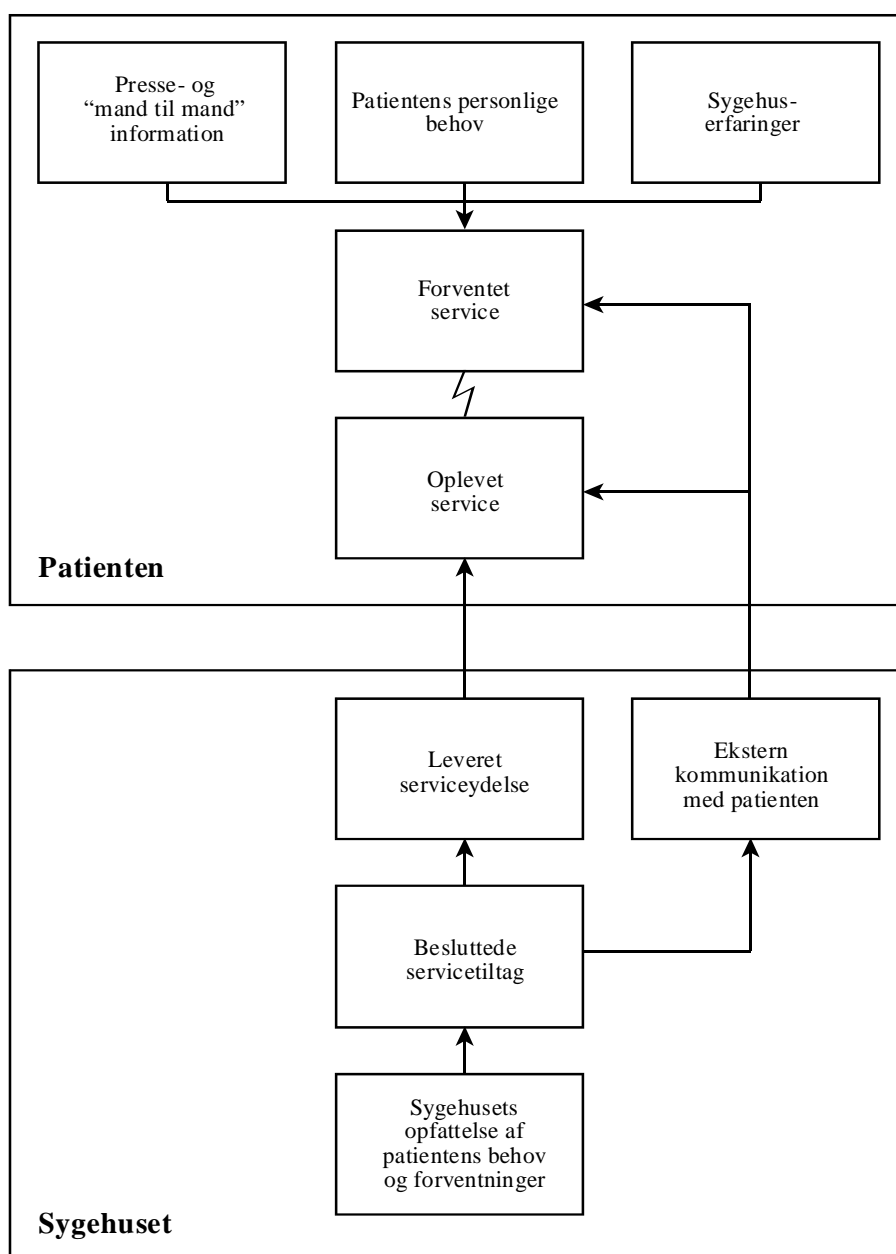 Presse- og
“mand til mand”
information
Patientens personlige
behov
Sygehus-
erfaringer
Forventet
service
Oplevet
service
Patienten
Leveret
serviceydelse
Ekstern
kommunikation
med patienten
Besluttede
servicetiltag
Sygehusets
opfattelse af
patientens behov
og forventninger
Sygehuset